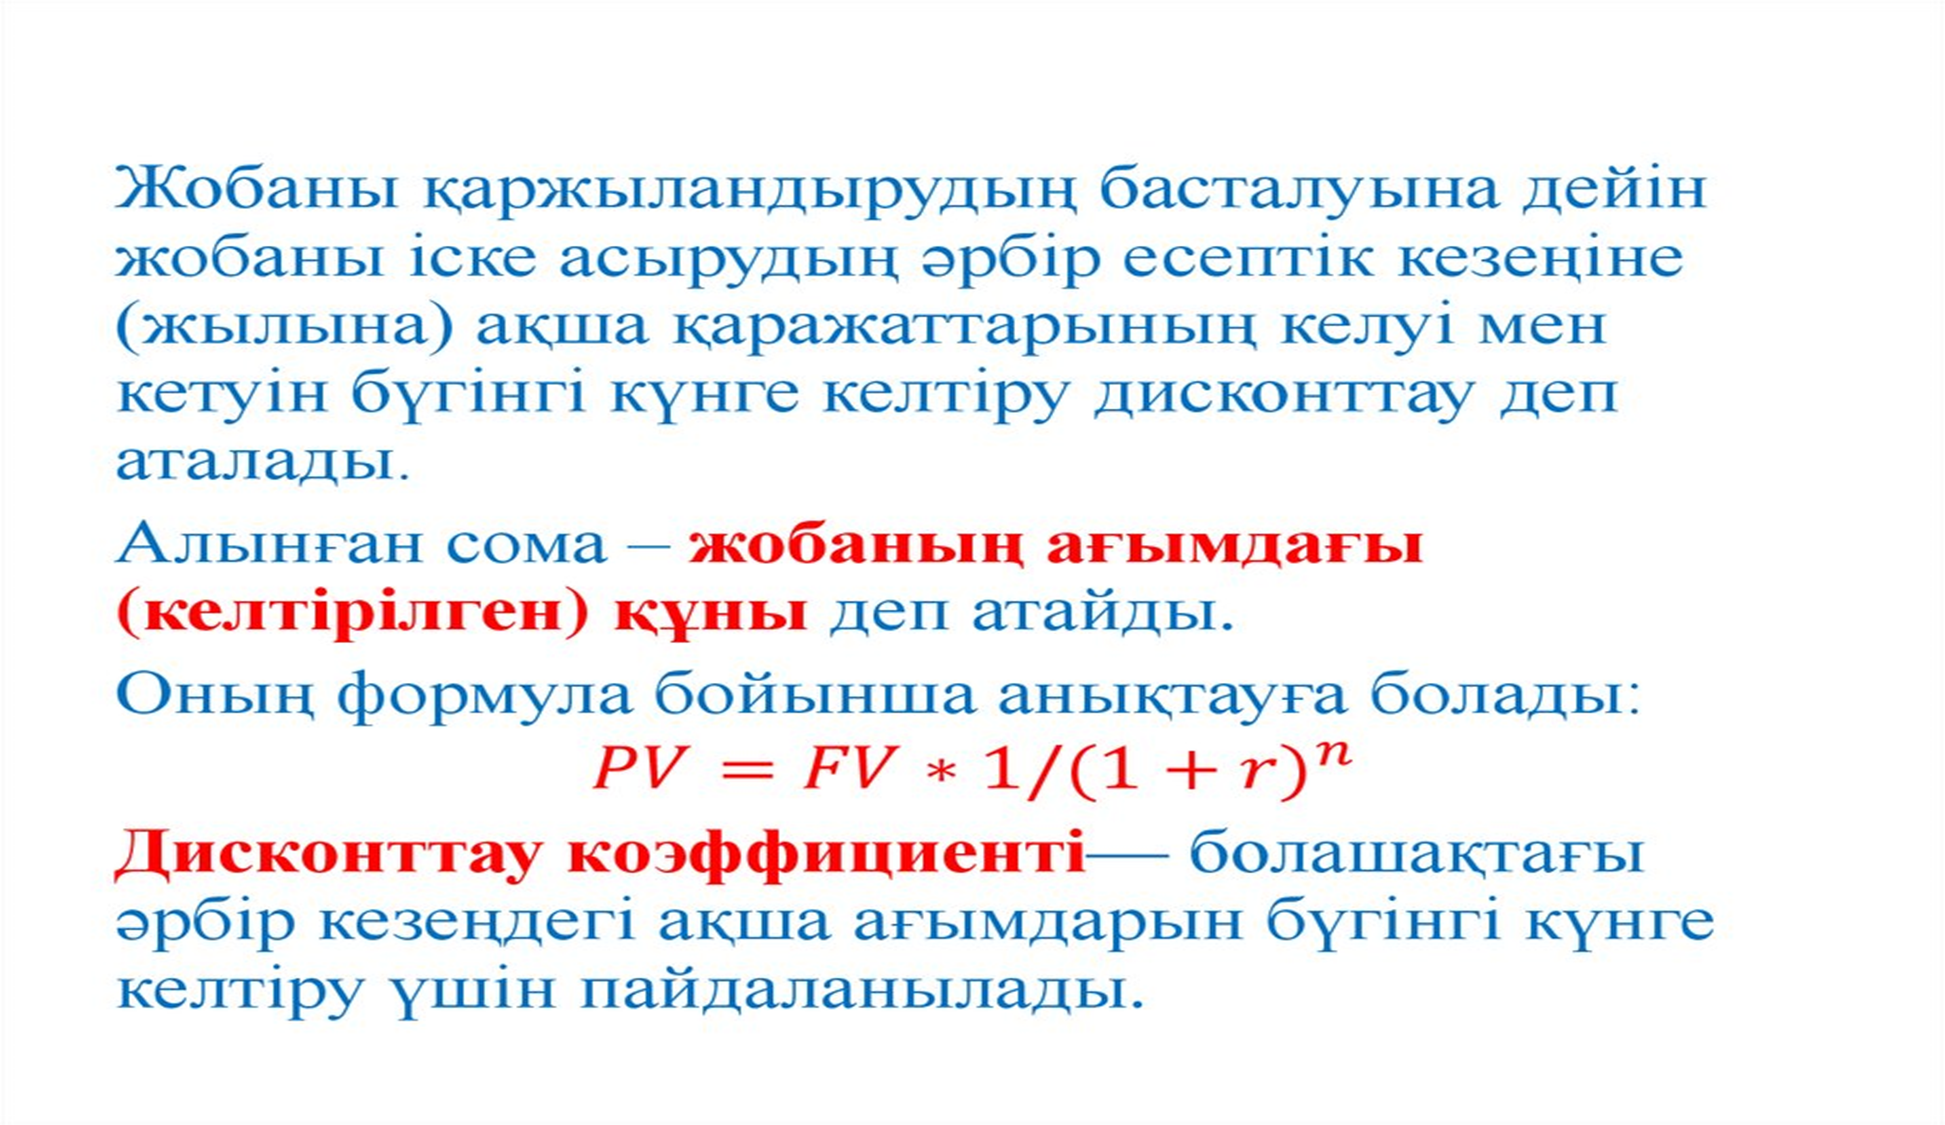 Жобаны қаржыландырудың басталуына дейін
жобаны іске асырудың әрбір есептік кезеңіне
(жылына) ақша қаражаттарының келуі мен
кетуін бүгінгі күнге келтіру дисконттау деп
аталады.
Алынған сома – жобаның ағымдағы
(келтірілген) құны деп атайды.
Оның формула бойынша анықтауға болады:
PV = FV * 1/(1 + r)ⁿ
Дисконттау коэффициенті— болашақтағы
әрбір кезеңдегі ақша ағымдарын бүгінгі күнге
келтіру үшін пайдаланылады.